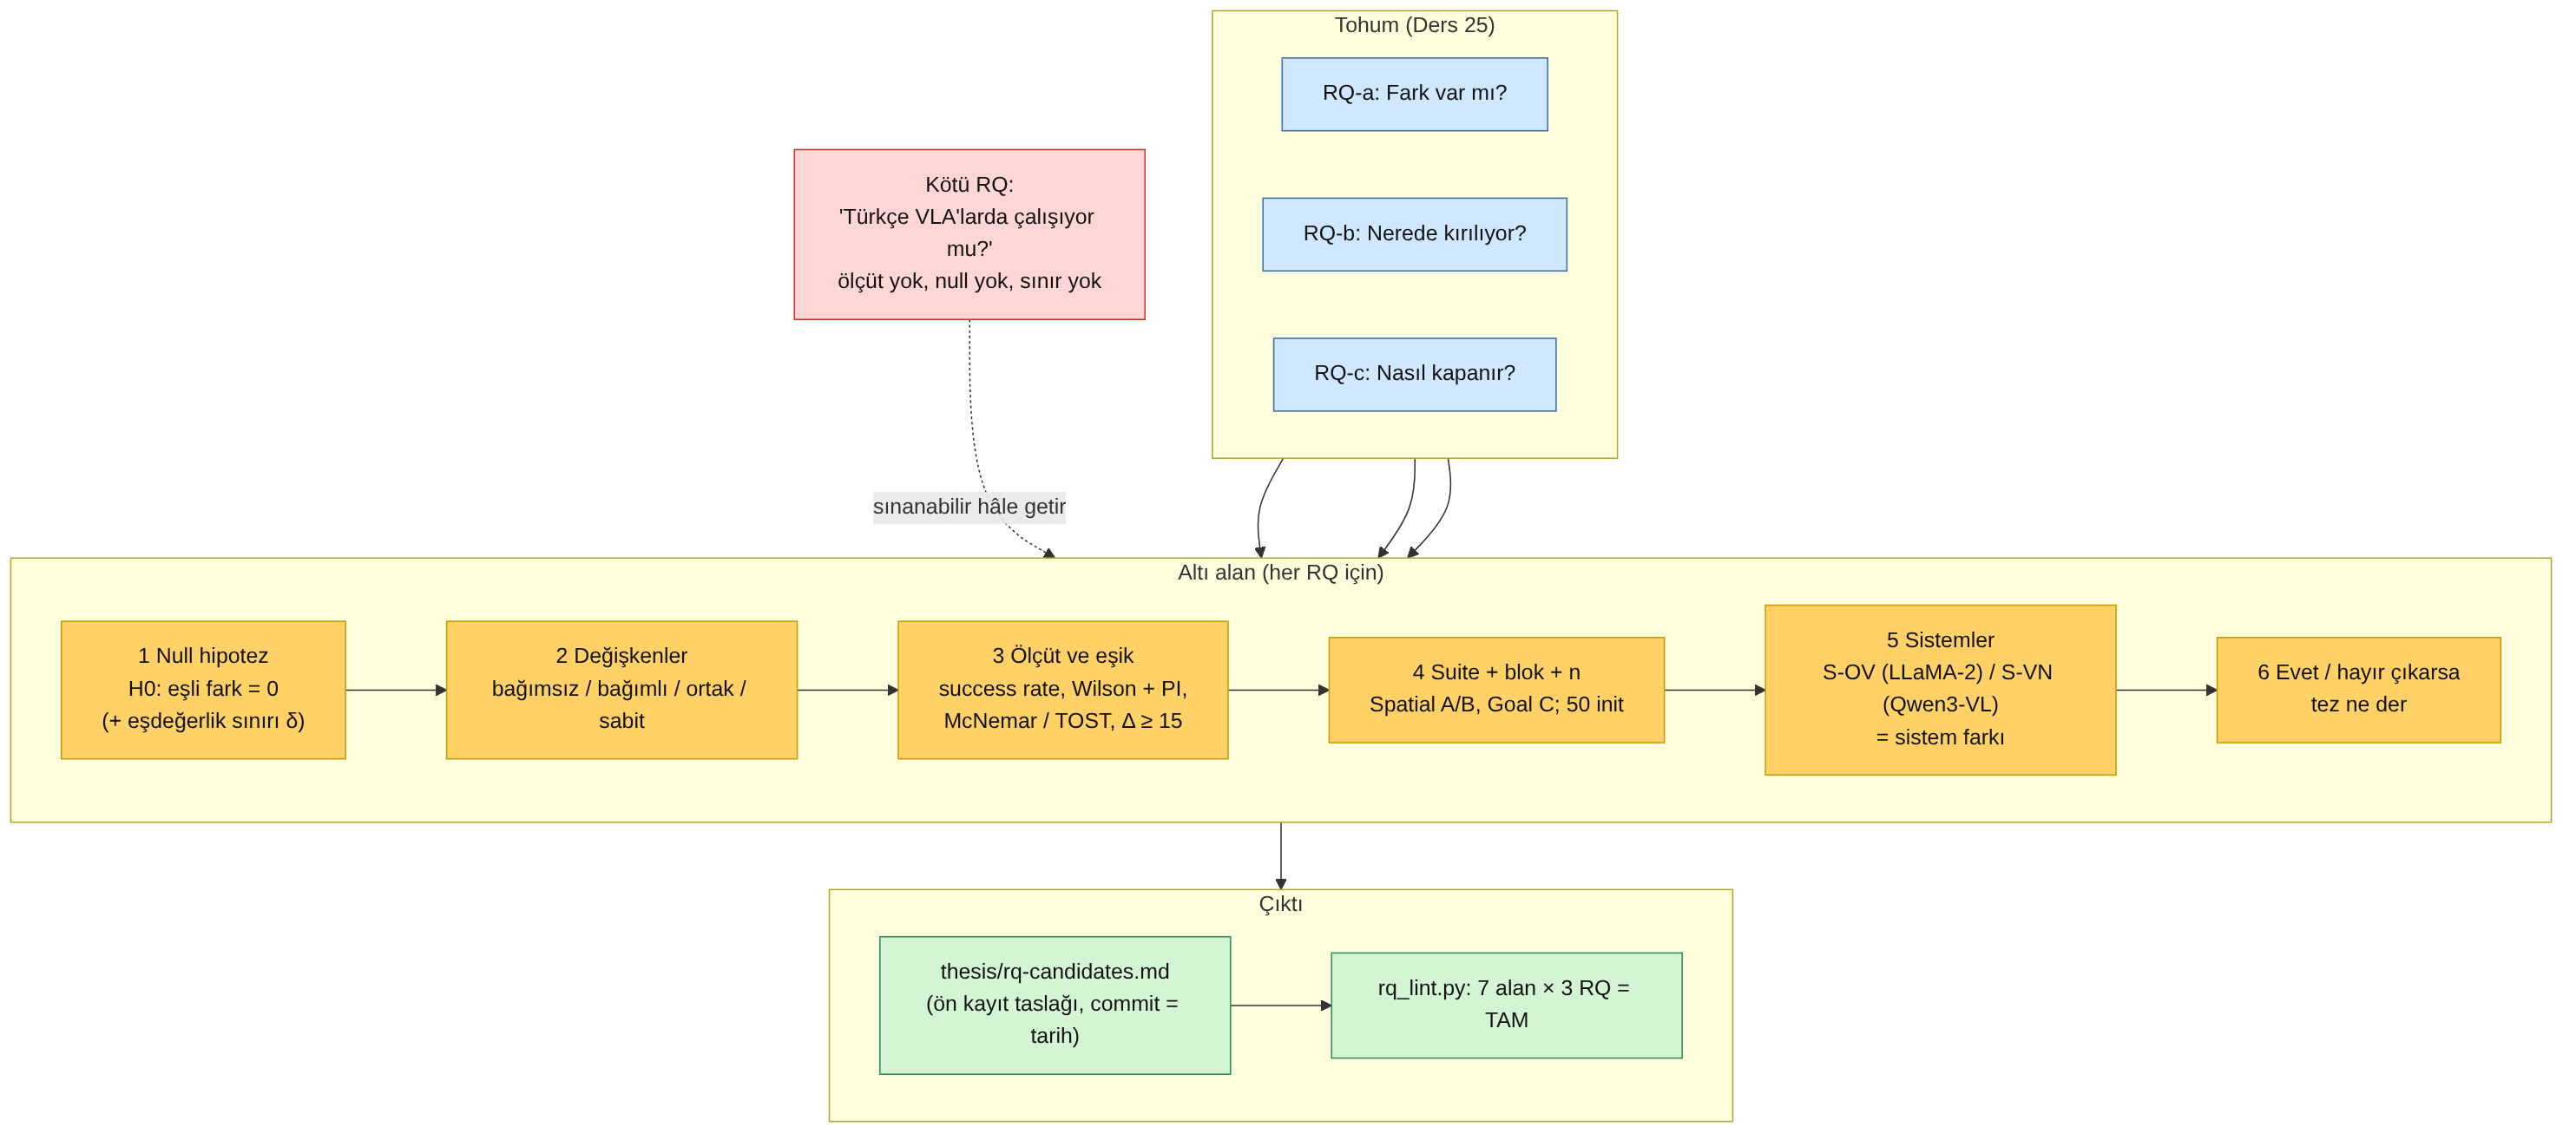 Tohum (Ders 25)
RQ-a: Fark var mı?
RQ-b: Nerede kırılıyor?
RQ-c: Nasıl kapanır?
Kötü RQ:
'Türkçe VLA'larda çalışıyor
mu?'
ölçüt yok, null yok, sınır yok
sınanabilir hâle getir
Altı alan (her RQ için)
1 Null hipotez
H0: eşli fark = 0
(+ eşdeğerlik sınırı δ)
2 Değişkenler
bağımsız / bağımlı / ortak /
sabit
3 Ölçüt ve eşik
success rate, Wilson + PI,
McNemar / TOST, Δ ≥ 15
4 Suite + blok + n
Spatial A/B, Goal C; 50 init
5 Sistemler
S-OV (LLaMA-2) / S-VN
(Qwen3-VL)
= sistem farkı
6 Evet / hayır çıkarsa
tez ne der
Çıktı
thesis/rq-candidates.md
(ön kayıt taslağı, commit =
tarih)
rq_lint.py: 7 alan × 3 RQ =
TAM